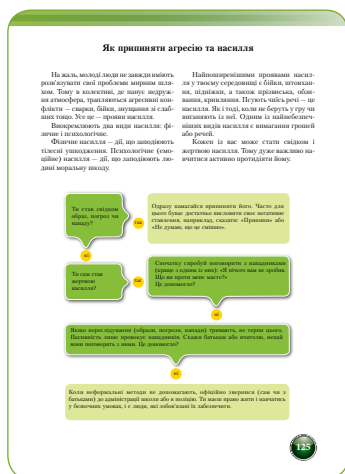 Як припиняти агресію та насилля
На жаль, молоді люди не завжди вміють
розв'язувати свої проблеми мирним шля-
хом. Тому в колективі, де панує недруж-
ня атмосфера, трапляються агресивні кон-
флікти — сварки, бійки, знущання зі слаб-
ших тощо. Усе це — прояви насилля.
Виокремлюють два види насилля: фі-
зичне і психологічне.
Фізичне насилля — дії, що заподіюють
тілесні ушкодження. Психологічне (емо-
ційне) насилля — дії, що заподіюють лю-
дині моральну шкоду.
Найпоширенішими проявами насил-
ля у твоєму середовищі є бійки, штовхан-
ня, підніжки, а також прізвиська, обзи-
вання, кривляння. Псують чиїсь речі — це
насилля. Як і тоді, коли не беруть у гру чи
виганяють із неї. Одним із найнебезпеч-
ніших видів насилля є вимагання грошей
або речей.
Кожен із вас може стати свідком і
жертвою насилля. Тому дуже важливо на-
вчитися активно протидіяти йому.
Ти став свідком
образ, погроз чи
нападу?
так
Одразу намагайся припинити його. Часто для
цього буває достатньо висловити своє негативне
ставлення, наприклад, сказати: «Припини» або
«Не думаю, що це смішно».
ні
Ти сам став
жертвою
насилля?
так
Спочатку спробуй поговорити з нападниками
(краще з одним із них): «Я нічого вам не зробив.
Що ви проти мене маєте?»
Це допомогло?
ні
Якщо переслідування (образи, погрози, напади) тривають, не терпи цього.
Пасивність лише провокує нападників. Скажи батькам або вчителю, нехай
вони поговорять з ними. Це допомогло?
ні
Коли неформальні методи не допомагають, офіційно звернися (сам чи з
батьками) до адміністрації школи або в поліцію. Ти маєш право жити і навчатись
у безпечних умовах, і є люди, які зобов'язані їх забезпечити.
125